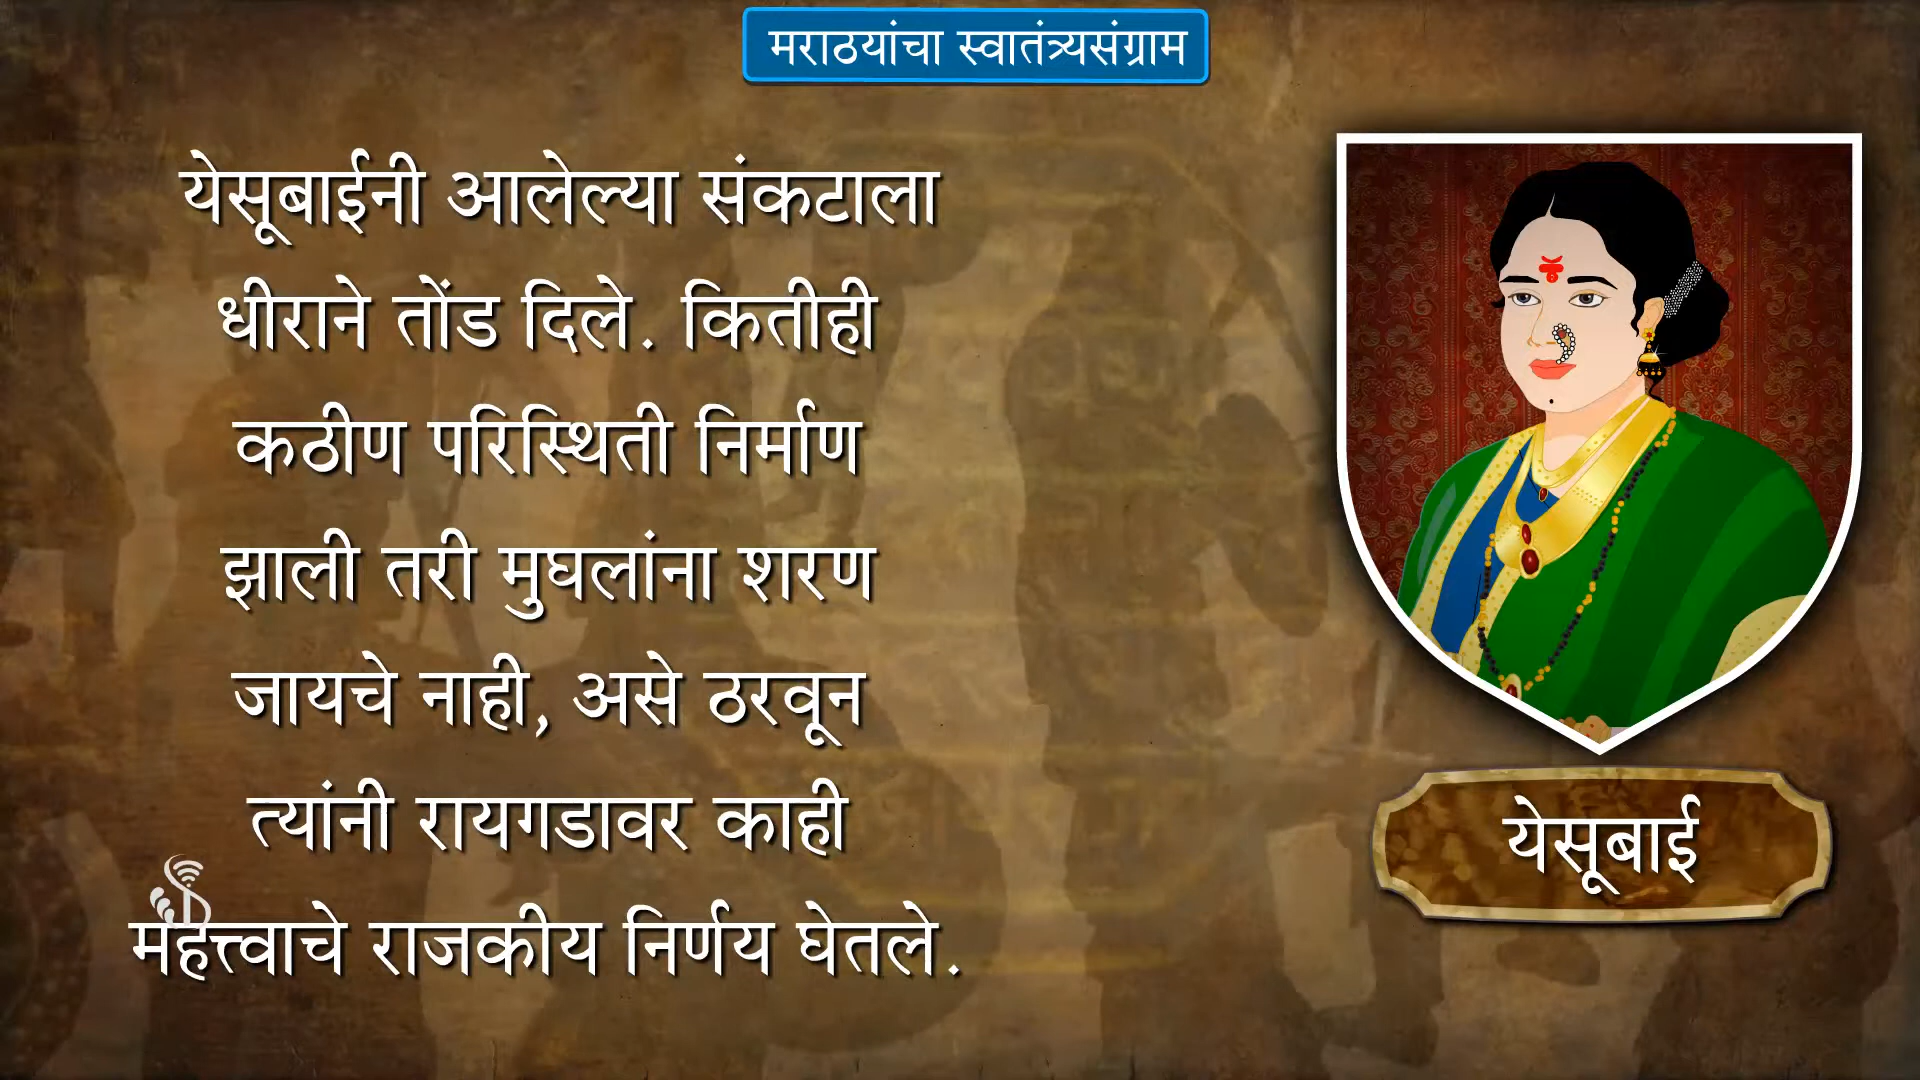 मराठयांचा स्वातंत्र्यसंग्राम
येसूबाईनी आलेल्या संकटाला
धीराने तोंड दिले. कितीही
कठीण परिस्थिती निर्माण
झाली तरी मुघलांना शरण
जायचे नाही, असे ठरवून
त्यांनी रायगडावर काही
महत्त्वाचे राजकीय निर्णय घेतले.
येसूबाई